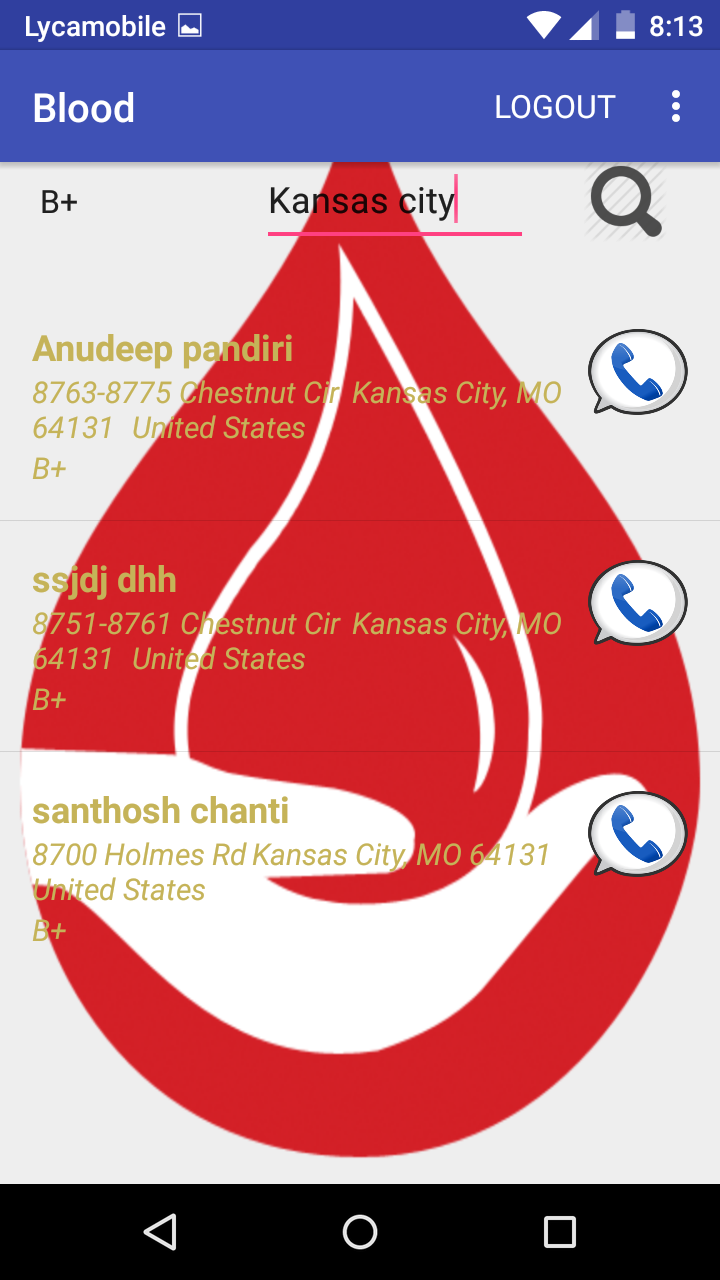 Lycamobile 8:13
Blood LOGOUT
B+ Kansas city
Anudeep pandiri
8763-8775 Chestnut Cir Kansas City, MO
64131 United States
B+
ssjdj dhh
8751-8761 Chestnut Cir Kansas City, MO
64131 United States
B+
santhosh chanti
8700 Holmes Rd Kansas City, MO 64131
United States
B+